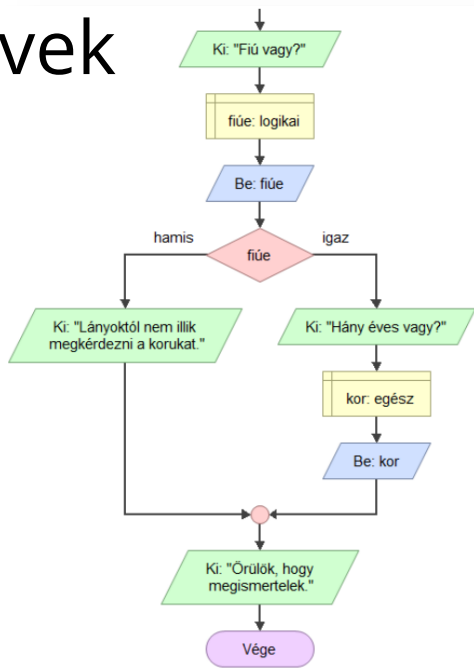 vek
Ki: "Fiú vagy?"
fiúe: logikai
Be: fiúe
hamis
igaz
fiúe
Ki: "Lányoktól nem illik
megkérdezni a korukat."
Ki: "Hány éves vagy?"
kor: egész
Be: kor
Ki: "Örülök, hogy
megismertelek."
Vége